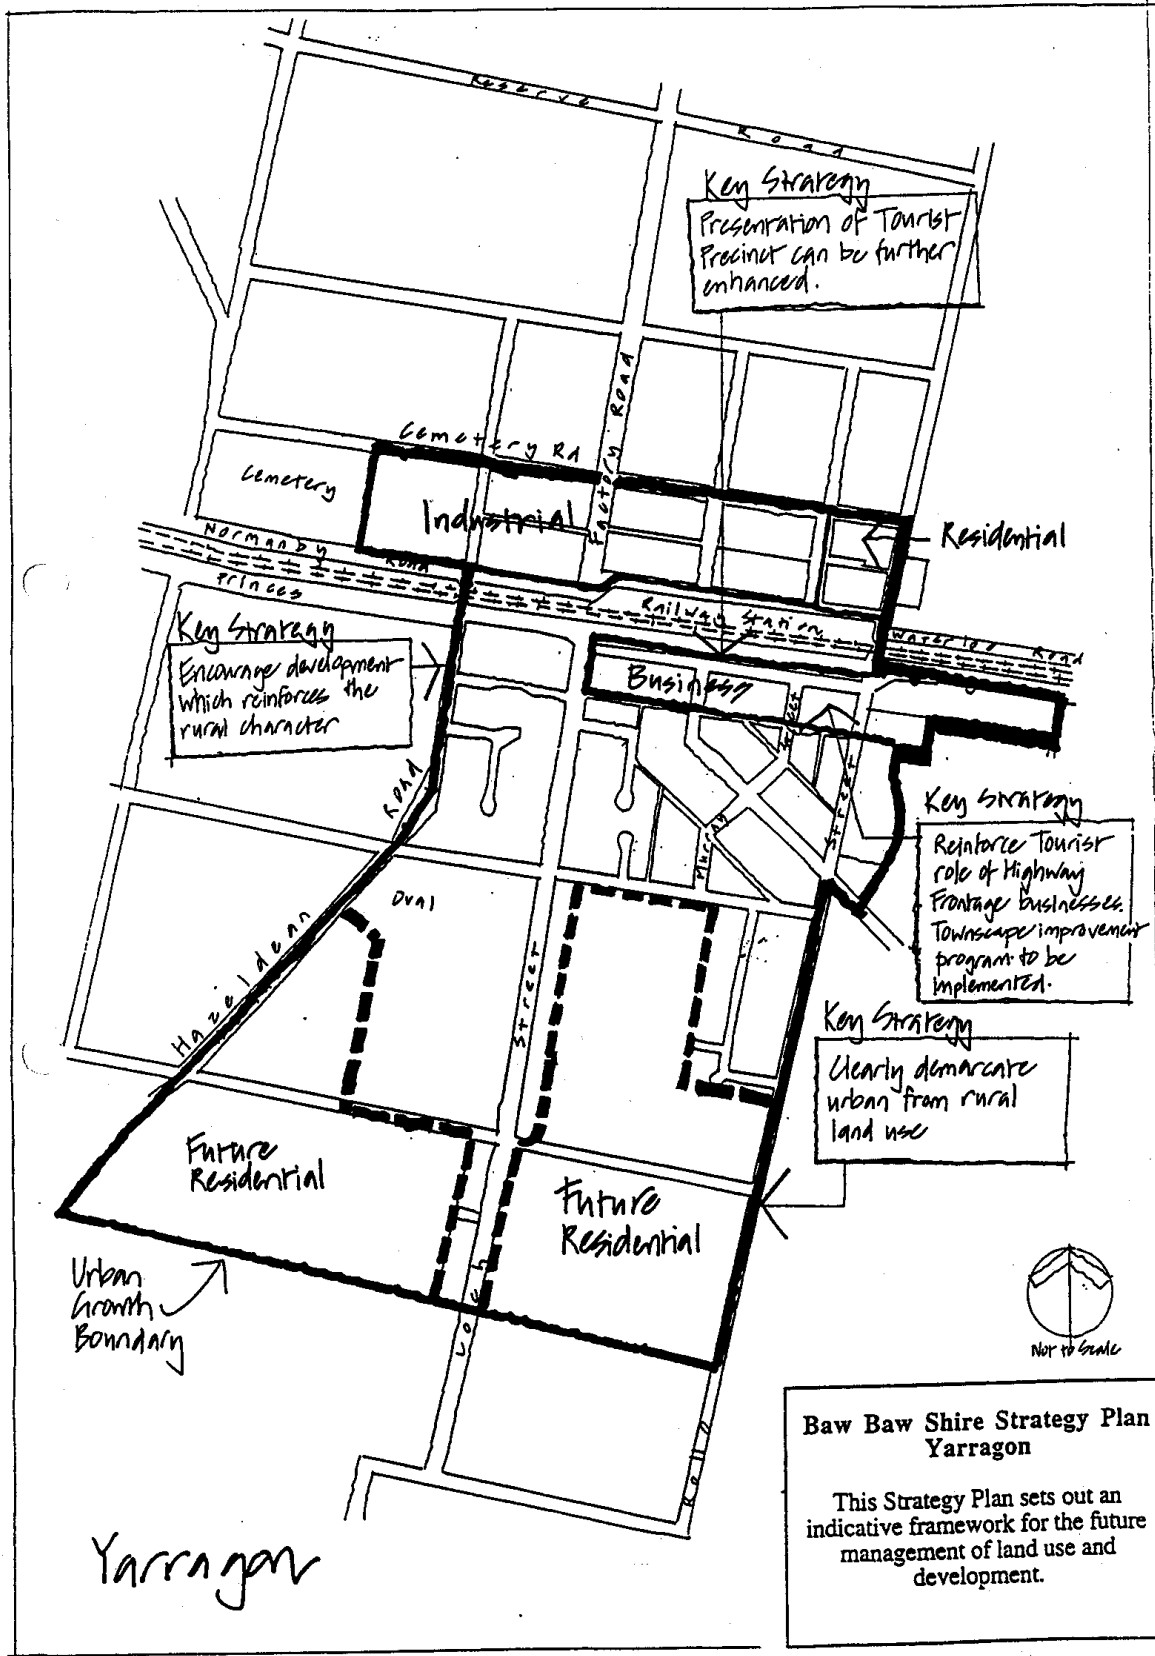 Reserve Road
Key Strategy
Presentation of Tourist
Precinct can be further
enhanced.
FACTORY ROAD
Cemetery Rd
Cemetery
Industrial
Residential
Normanby Road
Princes
Railway Station
Waterloo Road
Key Strategy
Encourage development
which reinforces the
rural character
Business
Street
Street
Murray
Key Strategy
Reinforce Tourist
role of Highway
Frontage businesses.
Townscape improvement
program to be
implemented.
Hazeldean Road
Oval
Street
Loch
Key Strategy
Clearly demarcate
urban from rural
land use
Future
Residential
Future
Residential
Urban
Growth
Boundary
Not to Scale
Baw Baw Shire Strategy Plan
Yarragon
This Strategy Plan sets out an
indicative framework for the future
management of land use and
development.
Yarragon